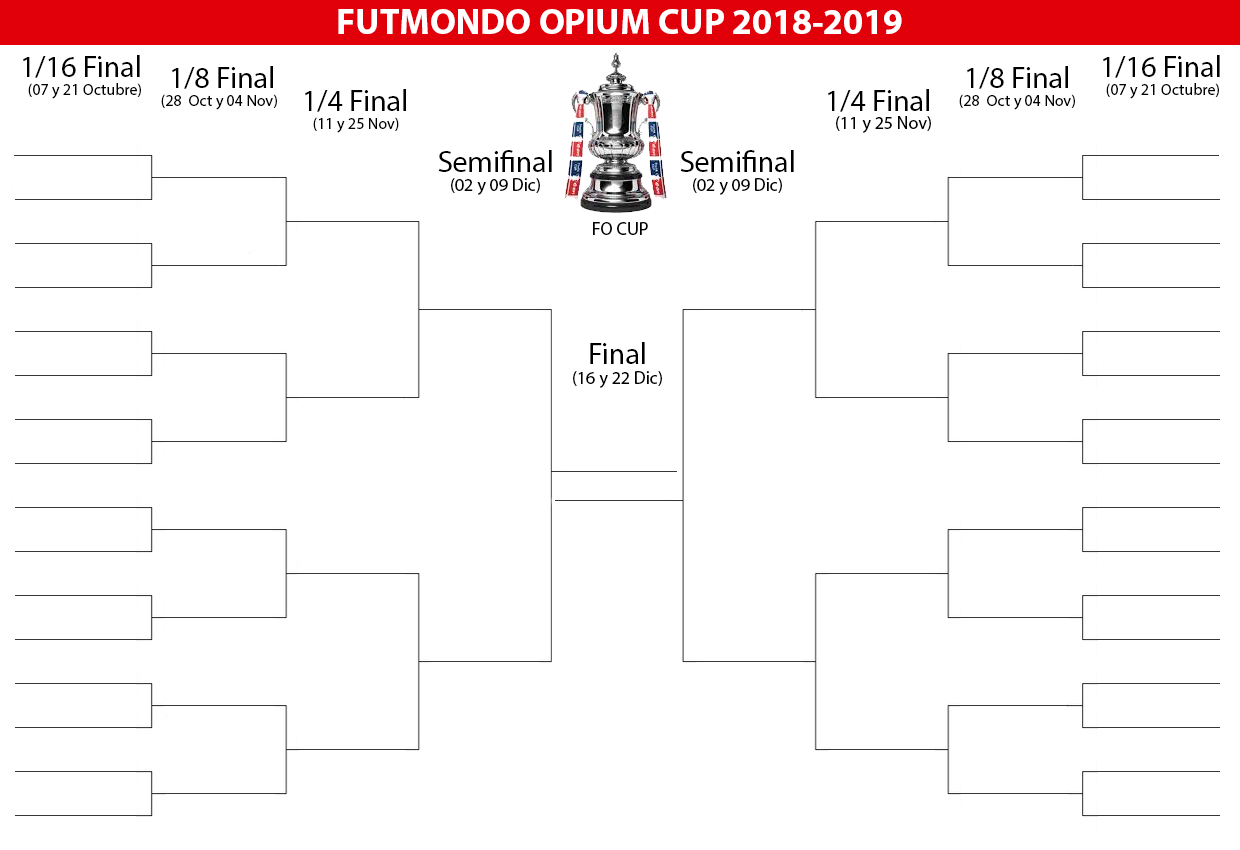 FUTMONDO OPIUM CUP 2018-2019
1/16 Final
(07 y 21 Octubre)
1/8 Final
(28 Oct y 04 Nov)
1/4 Final
(11 y 25 Nov)
Semifinal
(02 y 09 Dic)
FO CUP
Semifinal
(02 y 09 Dic)
1/4 Final
(11 y 25 Nov)
1/8 Final
(28 Oct y 04 Nov)
1/16 Final
(07 y 21 Octubre)
Final
(16 y 22 Dic)